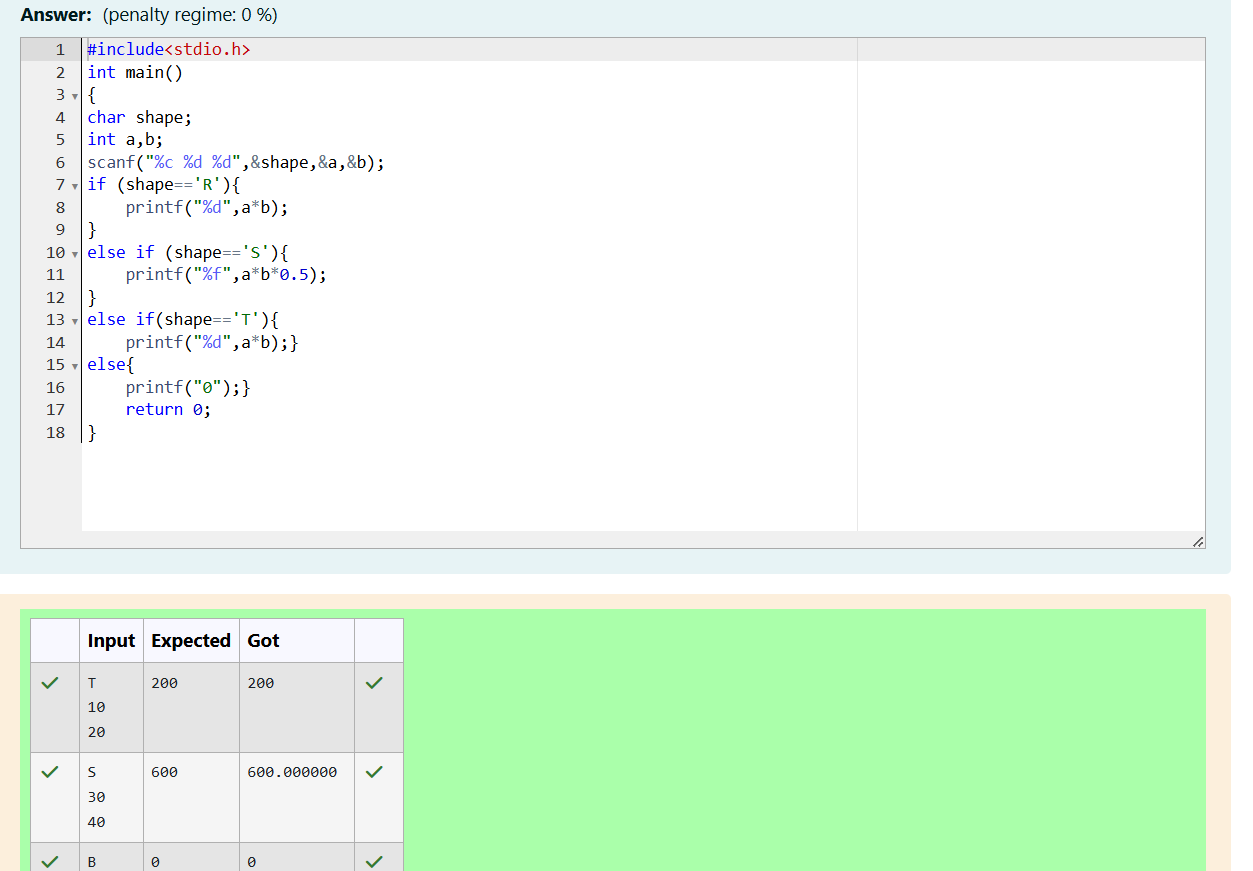 Answer: (penalty regime: 0 %)
1 #include<stdio.h>
2 int main()
3 {
4 char shape;
5 int a,b;
6 scanf("%c %d %d",&shape,&a,&b);
7 if (shape=='R'){
8     printf("%d",a*b);
9 }
10 else if (shape=='S'){
11     printf("%f",a*b*0.5);
12 }
13 else if(shape=='T'){
14     printf("%d",a*b);}
15 else{
16     printf("0");}
17     return 0;
18 }
Input Expected Got
T 200 200
10
20
S 600 600.000000
30
40
B 0 0